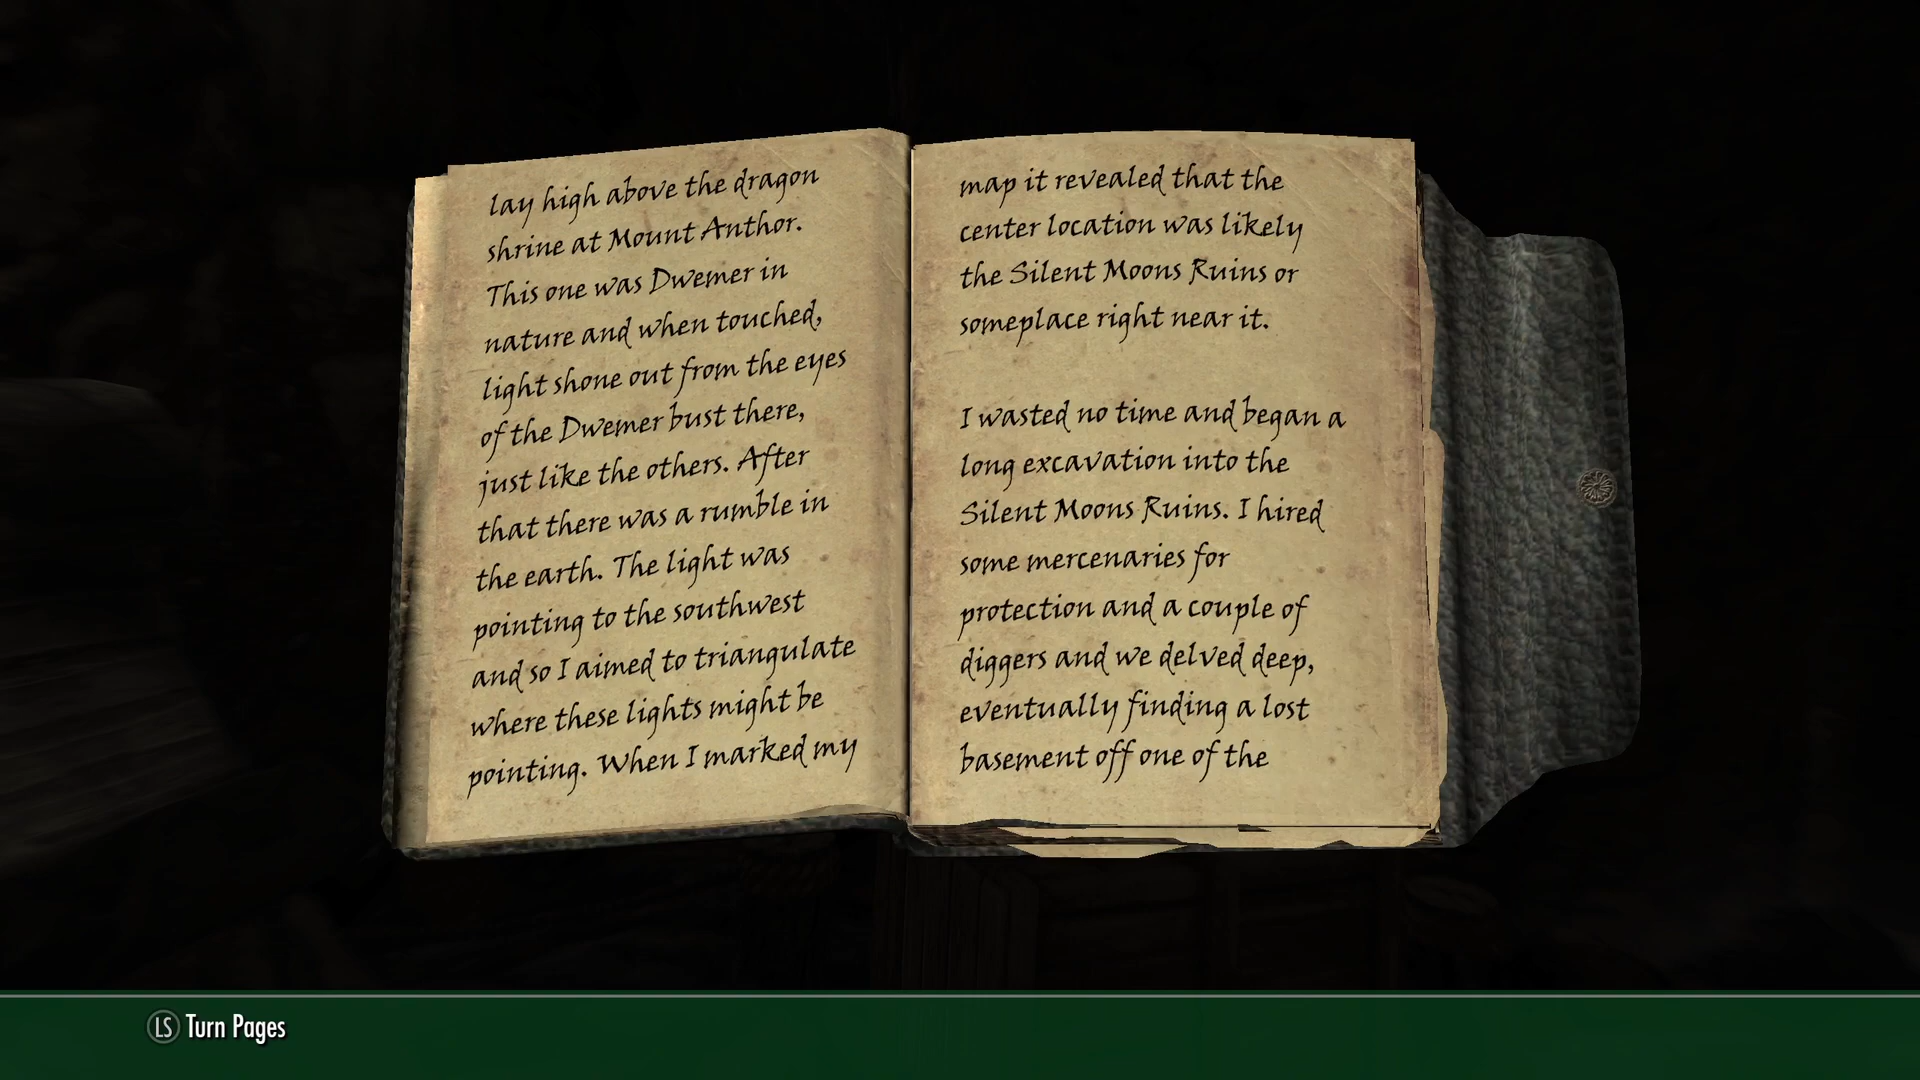 lay high above the dragon
shrine at Mount Anthor.
This one was Dwemer in
nature and when touched,
light shone out from the eyes
of the Dwemer bust there,
just like the others. After
that there was a rumble in
the earth. The light was
pointing to the southwest
and so I aimed to triangulate
where these lights might be
pointing. When I marked my
map it revealed that the
center location was likely
the Silent Moons Ruins or
someplace right near it.
I wasted no time and began a
long excavation into the
Silent Moons Ruins. I hired
some mercenaries for
protection and a couple of
diggers and we delved deep,
eventually finding a lost
basement off one of the
LS Turn Pages